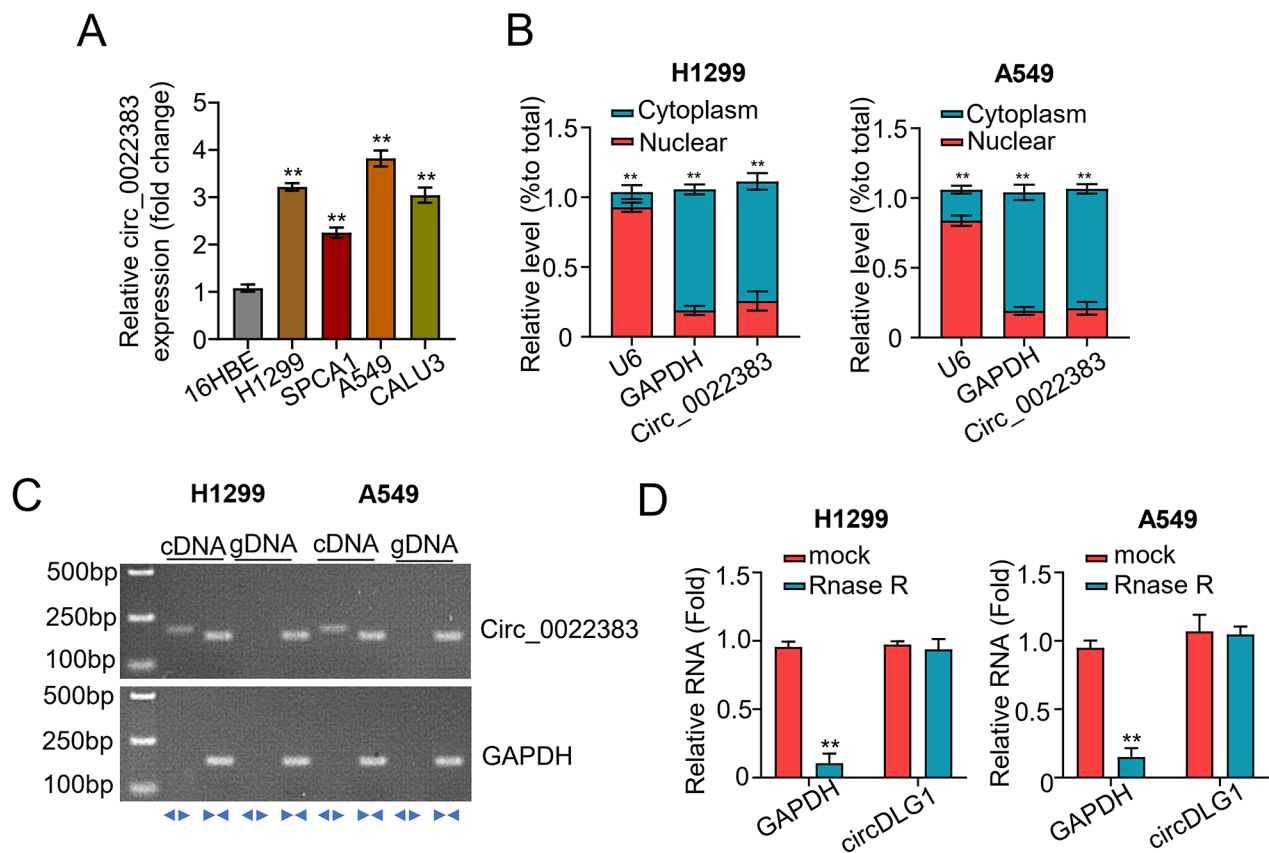 A
Relative circ_0022383
expression (fold change)
5
4
3
2
1
0
**
**
**
**
16HBE
H1299
SPCA1
A549
CALU3
B
H1299
Cytoplasm
Nuclear
Relative level (%to total)
1.5
1.0
0.5
0
**
**
**
U6
GAPDH
Circ_0022383
A549
Cytoplasm
Nuclear
Relative level (%to total)
1.5
1.0
0.5
0
**
**
**
U6
GAPDH
Circ_0022383
C
H1299
A549
cDNA
gDNA
cDNA
gDNA
500bp
250bp
100bp
Circ_0022383
500bp
250bp
100bp
GAPDH
D
H1299
mock
Rnase R
Relative RNA (Fold)
1.5
1.0
0.5
0
**
GAPDH
circDLG1
A549
mock
Rnase R
Relative RNA (Fold)
1.5
1.0
0.5
0
**
GAPDH
circDLG1